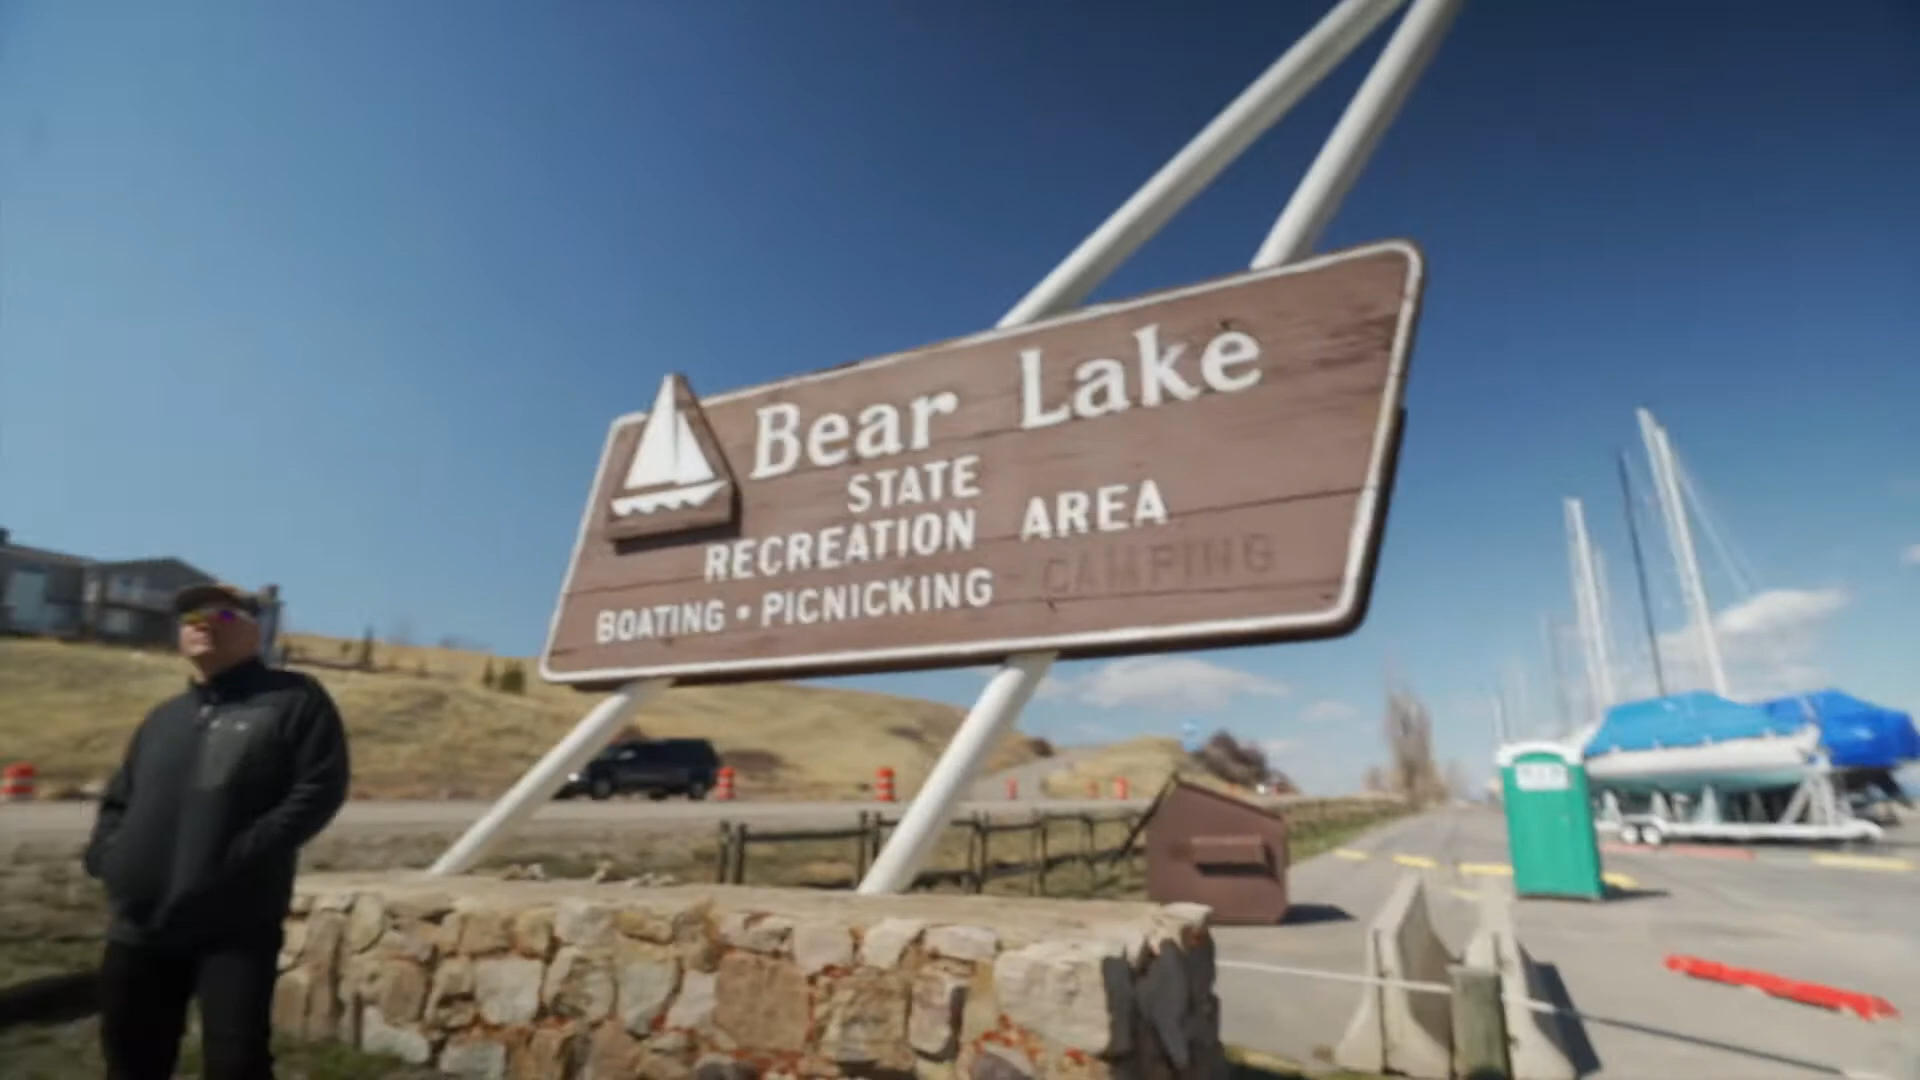 Bear Lake
STATE
RECREATION AREA
BOATING • PICNICKING CAMPING